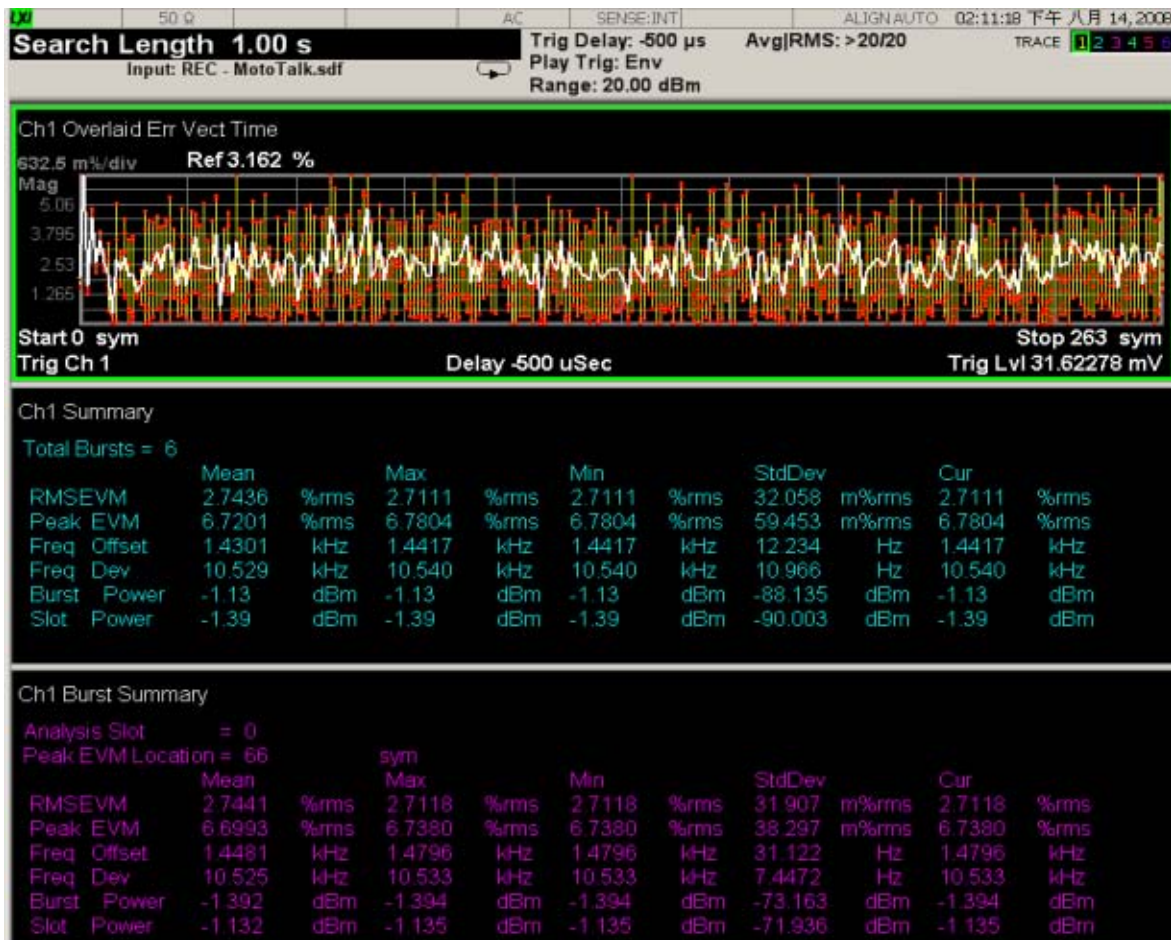 LXI 50 Ω AC SENSE:INT ALIGN AUTO 02:11:18 下午 八月 14, 2008
Search Length 1.00 s Trig Delay: -500 µs Avg|RMS: >20/20 TRACE 1 2 3 4 5 6
Input: REC - MotoTalk.sdf Play Trig: Env
Range: 20.00 dBm
Ch1 Overlaid Err Vect Time
632.5 m%/div Ref 3.162 %
Mag
5.06
3.795
2.53
1.265
Start 0 sym Stop 263 sym
Trig Ch 1 Delay -500 uSec Trig Lvl 31.62278 mV
Ch1 Summary
Total Bursts = 6
Mean Max Min StdDev Cur
RMSEVM 2.7436 %rms 2.7111 %rms 2.7111 %rms 32.058 m%rms 2.7111 %rms
Peak EVM 6.7201 %rms 6.7804 %rms 6.7804 %rms 59.453 m%rms 6.7804 %rms
Freq Offset 1.4301 kHz 1.4417 kHz 1.4417 kHz 12.234 Hz 1.4417 kHz
Freq Dev 10.529 kHz 10.540 kHz 10.540 kHz 10.966 Hz 10.540 kHz
Burst Power -1.13 dBm -1.13 dBm -1.13 dBm -88.135 dBm -1.13 dBm
Slot Power -1.39 dBm -1.39 dBm -1.39 dBm -90.003 dBm -1.39 dBm
Ch1 Burst Summary
Analysis Slot = 0
Peak EVM Location = 66 sym
Mean Max Min StdDev Cur
RMSEVM 2.7441 %rms 2.7118 %rms 2.7118 %rms 31.907 m%rms 2.7118 %rms
Peak EVM 6.6993 %rms 6.7380 %rms 6.7380 %rms 38.297 m%rms 6.7380 %rms
Freq Offset 1.4481 kHz 1.4796 kHz 1.4796 kHz 31.122 Hz 1.4796 kHz
Freq Dev 10.525 kHz 10.533 kHz 10.533 kHz 7.4472 Hz 10.533 kHz
Burst Power -1.392 dBm -1.394 dBm -1.394 dBm -73.163 dBm -1.394 dBm
Slot Power -1.132 dBm -1.135 dBm -1.135 dBm -71.936 dBm -1.135 dBm